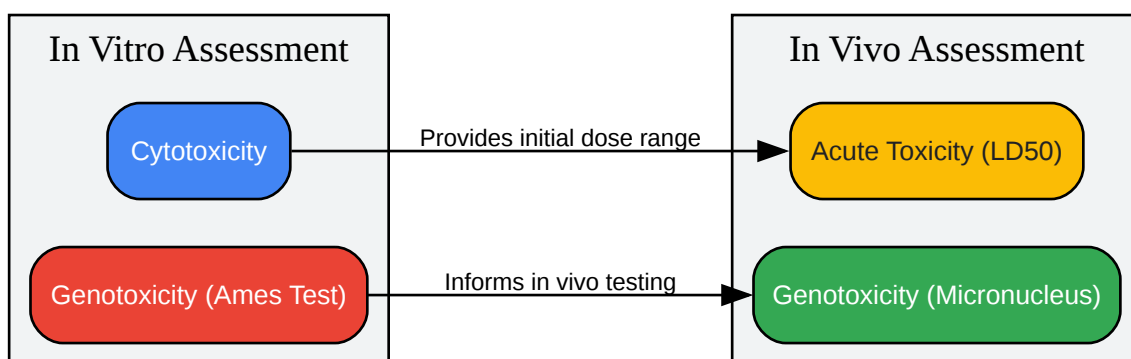 In Vitro Assessment
In Vivo Assessment
Cytotoxicity
Provides initial dose range
Acute Toxicity (LD50)
Genotoxicity (Ames Test)
Informs in vivo testing
Genotoxicity (Micronucleus)